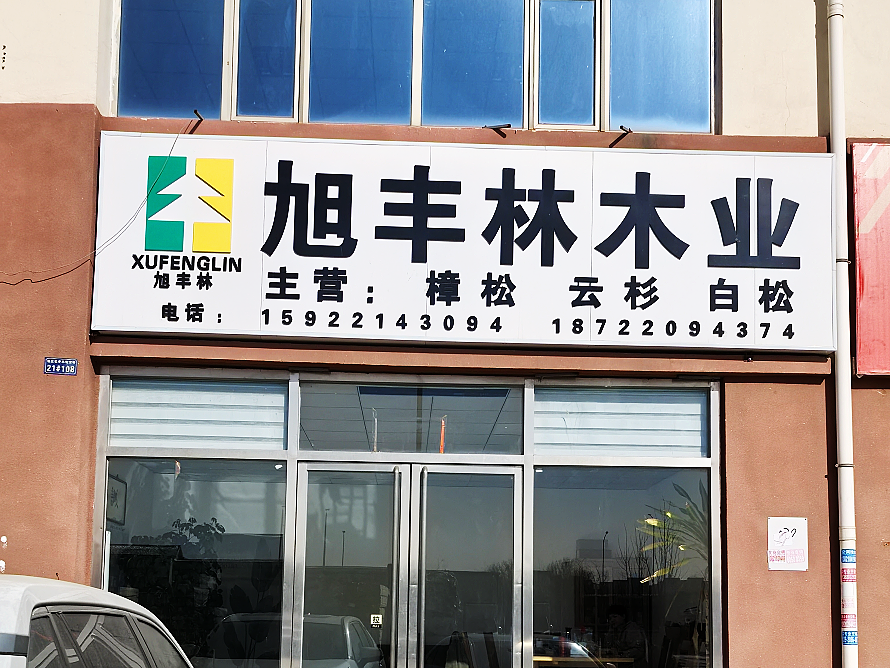 旭丰林木业
XUFENGLIN
旭丰林
主营：樟松 云杉 白松
电话：15922143094 18722094374
21#108